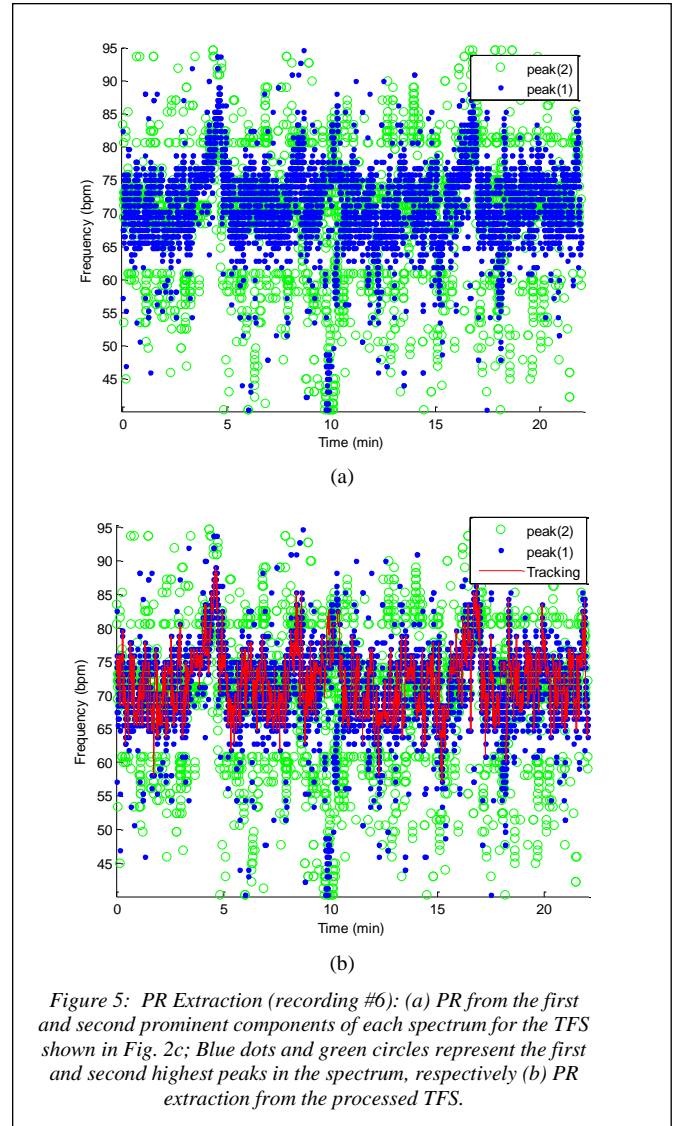 95
90
85
80
75
70
65
60
55
50
45
Frequency (bpm)
peak(2)
peak(1)
0 5 10 15 20
Time (min)
(a)
95
90
85
80
75
70
65
60
55
50
45
Frequency (bpm)
peak(2)
peak(1)
Tracking
0 5 10 15 20
Time (min)
(b)
Figure 5: PR Extraction (recording #6): (a) PR from the first
and second prominent components of each spectrum for the TFS
shown in Fig. 2c; Blue dots and green circles represent the first
and second highest peaks in the spectrum, respectively (b) PR
extraction from the processed TFS.